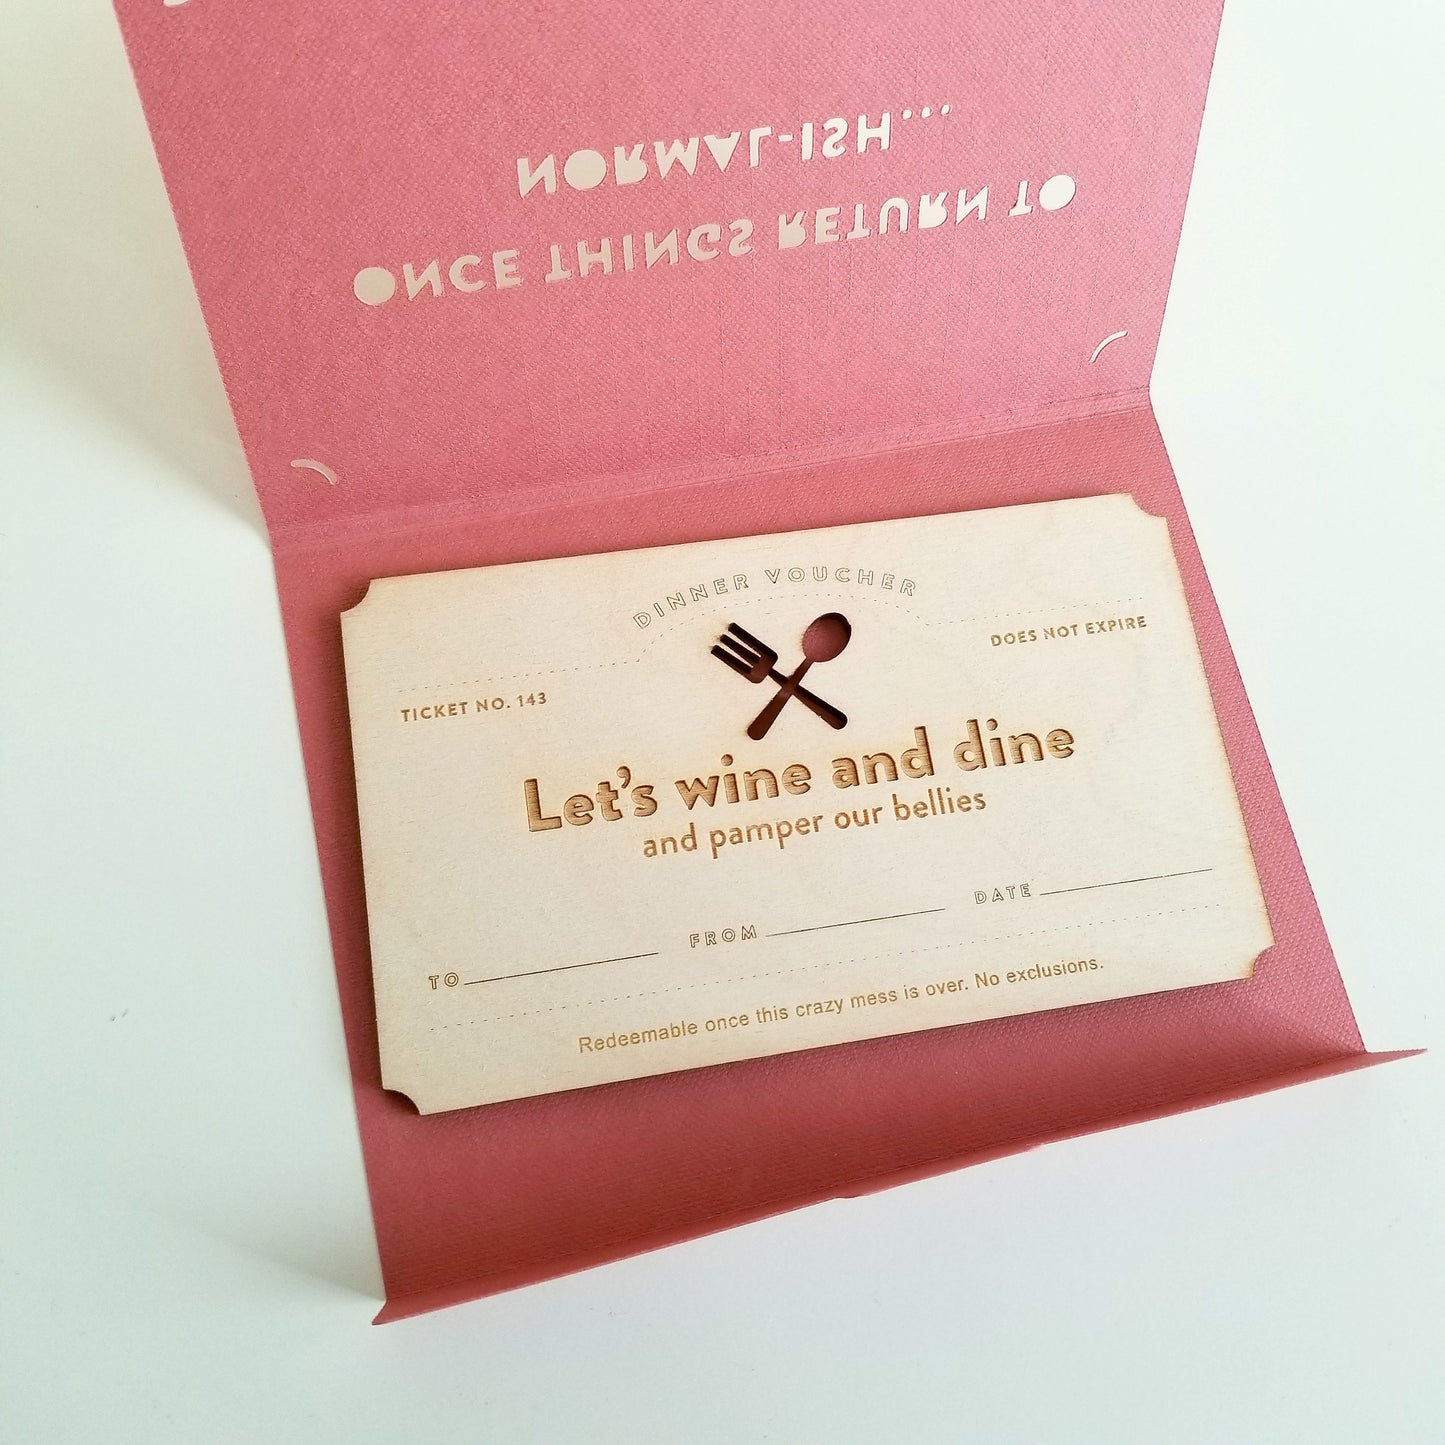 ONCE THINGS RETURN TO
NORMAL-ISH...
DINNER VOUCHER
DOES NOT EXPIRE
TICKET NO. 143
Let's wine and dine
and pamper our bellies
TO FROM DATE
Redeemable once this crazy mess is over. No exclusions.